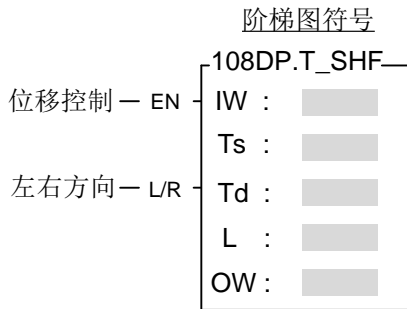 阶梯图符号
108DP.T_SHF
位移控制 EN IW :
Ts :
左右方向 L/R Td :
L :
OW :